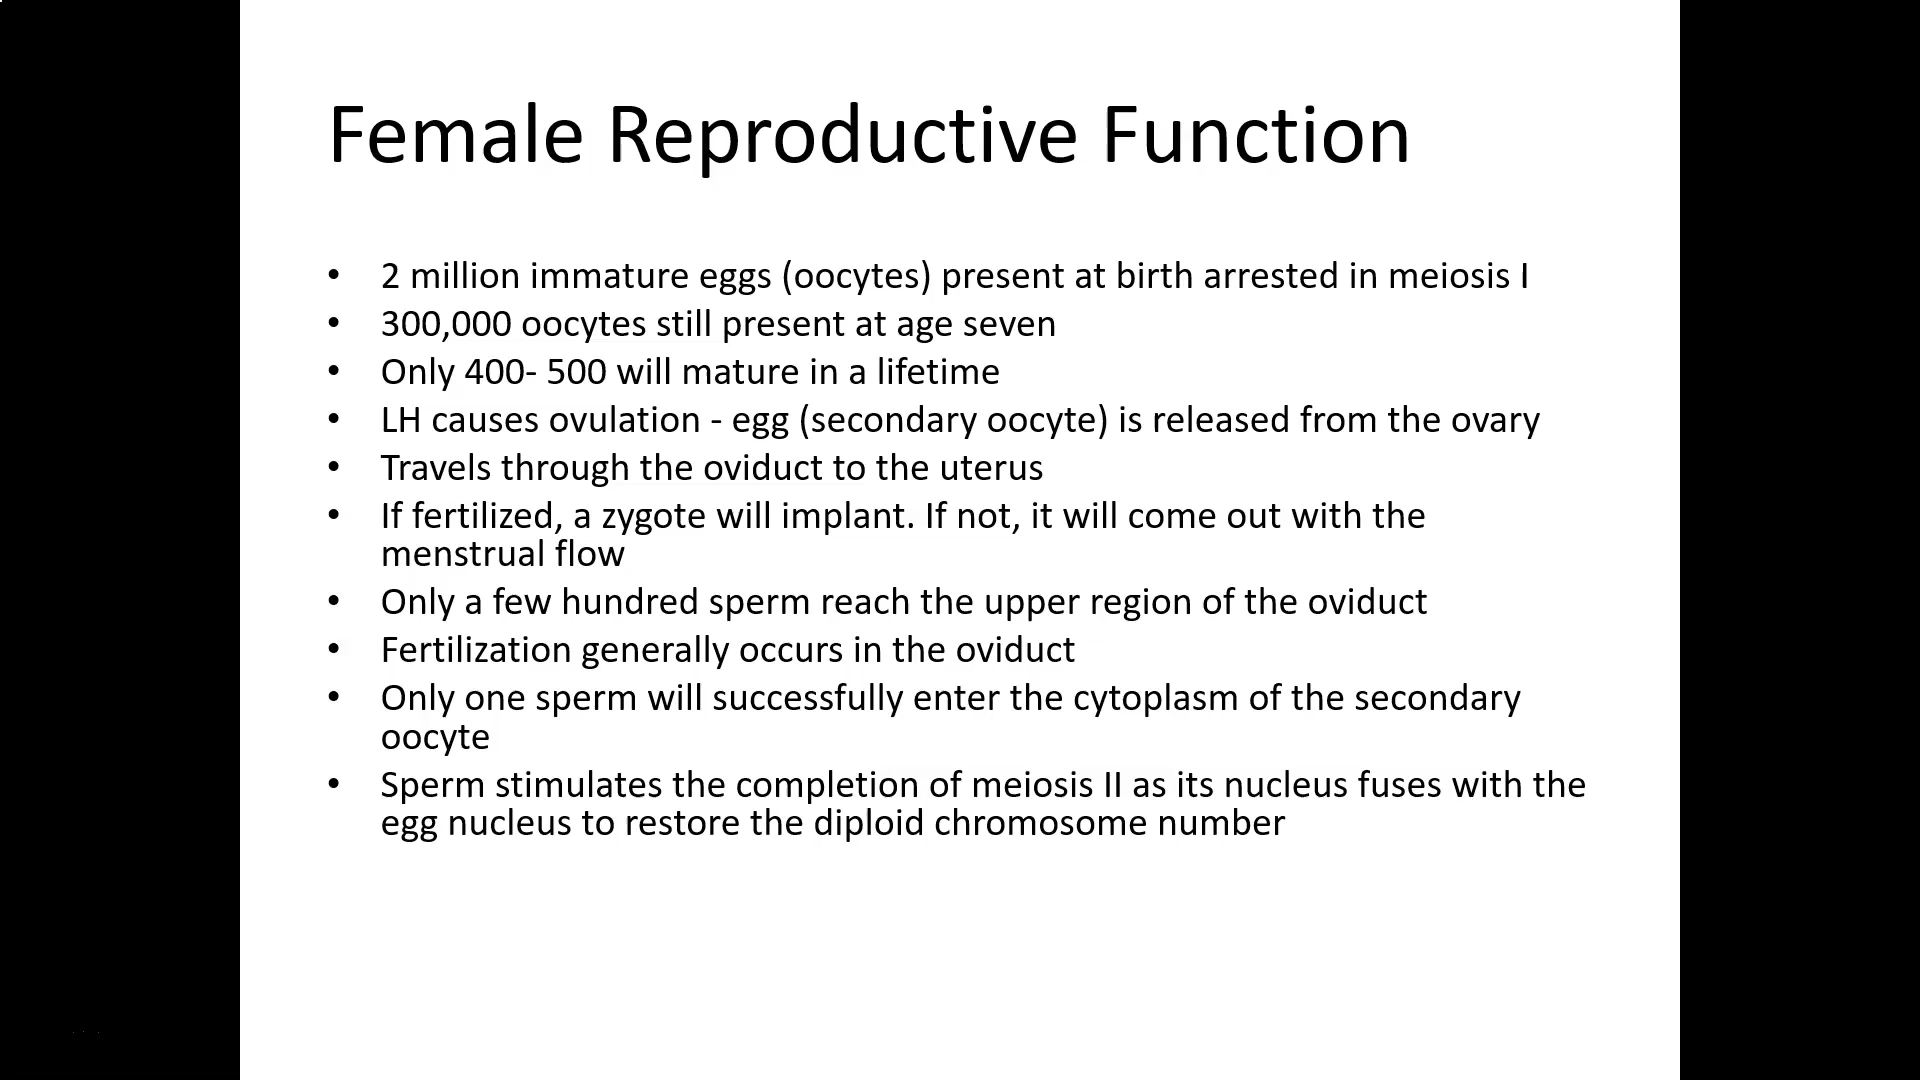 Female Reproductive Function
• 2 million immature eggs (oocytes) present at birth arrested in meiosis I
• 300,000 oocytes still present at age seven
• Only 400- 500 will mature in a lifetime
• LH causes ovulation - egg (secondary oocyte) is released from the ovary
• Travels through the oviduct to the uterus
• If fertilized, a zygote will implant. If not, it will come out with the
menstrual flow
• Only a few hundred sperm reach the upper region of the oviduct
• Fertilization generally occurs in the oviduct
• Only one sperm will successfully enter the cytoplasm of the secondary
oocyte
• Sperm stimulates the completion of meiosis II as its nucleus fuses with the
egg nucleus to restore the diploid chromosome number